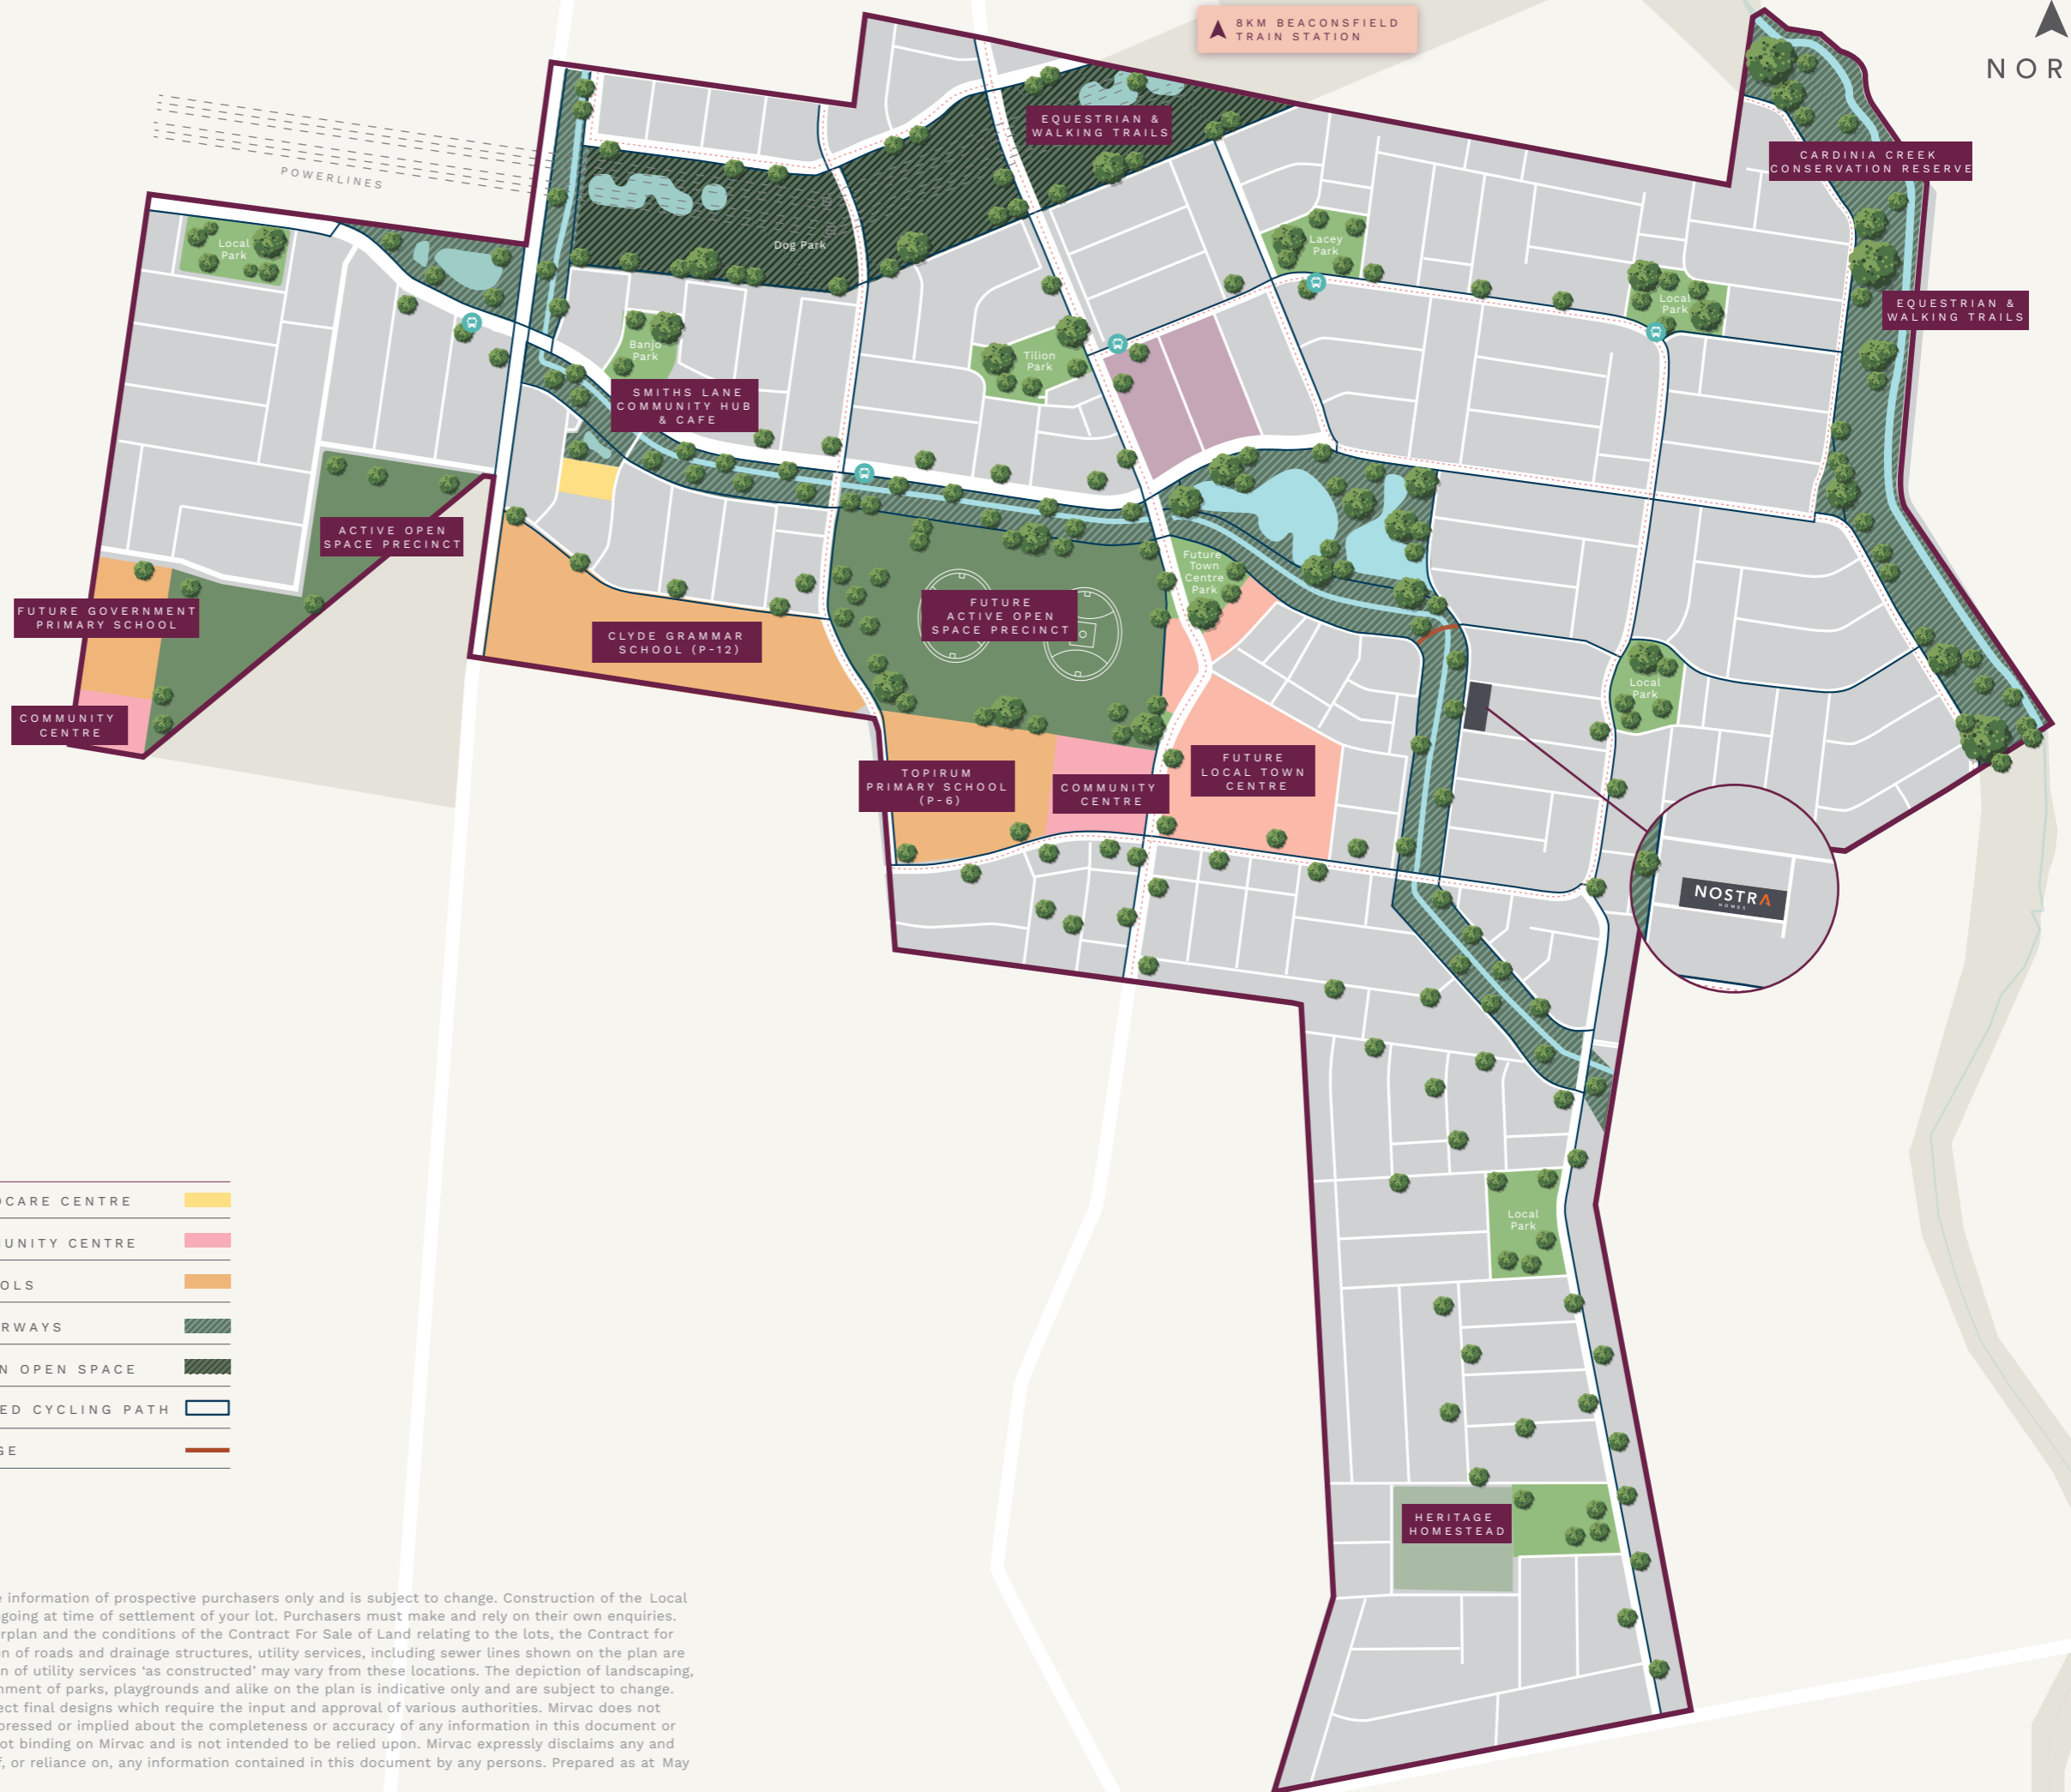 8KM BEACONSFIELD
TRAIN STATION
NOR
EQUESTRIAN &
WALKING TRAILS
CARDINIA CREEK
CONSERVATION RESERVE
POWERLINES
Local
Park
Dog Park
Lacey
Park
Local
Park
EQUESTRIAN &
WALKING TRAILS
Banjo
Park
Tilion
Park
SMITHS LANE
COMMUNITY HUB
& CAFE
ACTIVE OPEN
SPACE PRECINCT
Future
Town
Centre
Park
FUTURE GOVERNMENT
PRIMARY SCHOOL
FUTURE
ACTIVE OPEN
SPACE PRECINCT
CLYDE GRAMMAR
SCHOOL (P-12)
Local
Park
COMMUNITY
CENTRE
TOPIRUM
PRIMARY SCHOOL
(P-6)
COMMUNITY
CENTRE
FUTURE
LOCAL TOWN
CENTRE
NOSTRA
HOMES
Local
Park
CARE CENTRE
UNITY CENTRE
OLS
RWAYS
N OPEN SPACE
ED CYCLING PATH
GE
HERITAGE
HOMESTEAD
e information of prospective purchasers only and is subject to change. Construction of the Local
going at time of settlement of your lot. Purchasers must make and rely on their own enquiries.
rplan and the conditions of the Contract For Sale of Land relating to the lots, the Contract for
on of roads and drainage structures, utility services, including sewer lines shown on the plan are
n of utility services ‘as constructed’ may vary from these locations. The depiction of landscaping,
nment of parks, playgrounds and alike on the plan is indicative only and are subject to change.
ect final designs which require the input and approval of various authorities. Mirvac does not
pressed or implied about the completeness or accuracy of any information in this document or
ot binding on Mirvac and is not intended to be relied upon. Mirvac expressly disclaims any and
f, or reliance on, any information contained in this document by any persons. Prepared as at May